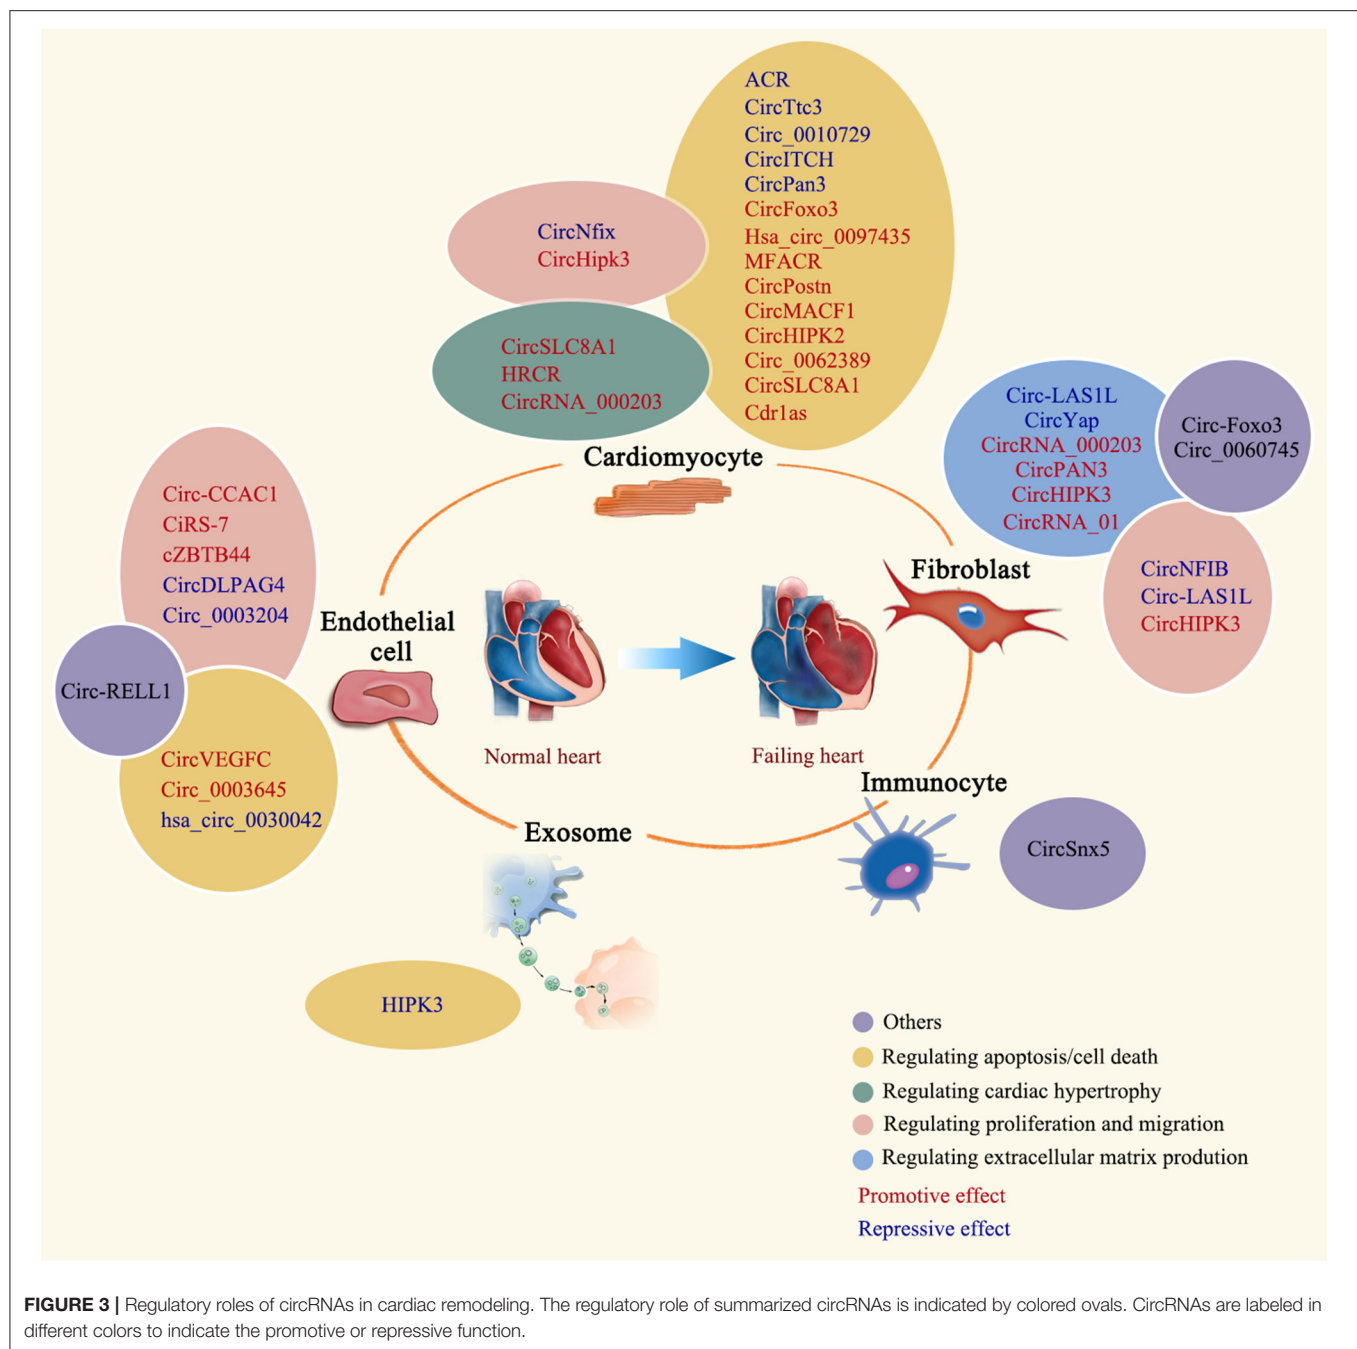 ACR
CircTtc3
Circ_0010729
CircITCH
CircPan3
CircFoxo3
Hsa_circ_0097435
MFACR
CircPostn
CircMACF1
CircHIPK2
Circ_0062389
CircSLC8A1
Cdr1as
CircNfix
CircHipk3
CircSLC8A1
HRCR
CircRNA_000203
Cardiomyocyte
Circ-LAS1L
CircYap
CircRNA_000203
CircPAN3
CircHIPK3
CircRNA_01
Circ-Foxo3
Circ_0060745
CircNFIB
Circ-LAS1L
CircHIPK3
Fibroblast
Circ-CCAC1
CiRS-7
cZBTB44
CircDLPAG4
Circ_0003204
Circ-RELL1
CircVEGFC
Circ_0003645
hsa_circ_0030042
Endothelial
cell
Normal heart
Failing heart
Immunocyte
CircSnx5
Exosome
HIPK3
Others
Regulating apoptosis/cell death
Regulating cardiac hypertrophy
Regulating proliferation and migration
Regulating extracellular matrix prodution
Promotive effect
Repressive effect
FIGURE 3 | Regulatory roles of circRNAs in cardiac remodeling. The regulatory role of summarized circRNAs is indicated by colored ovals. CircRNAs are labeled in
different colors to indicate the promotive or repressive function.